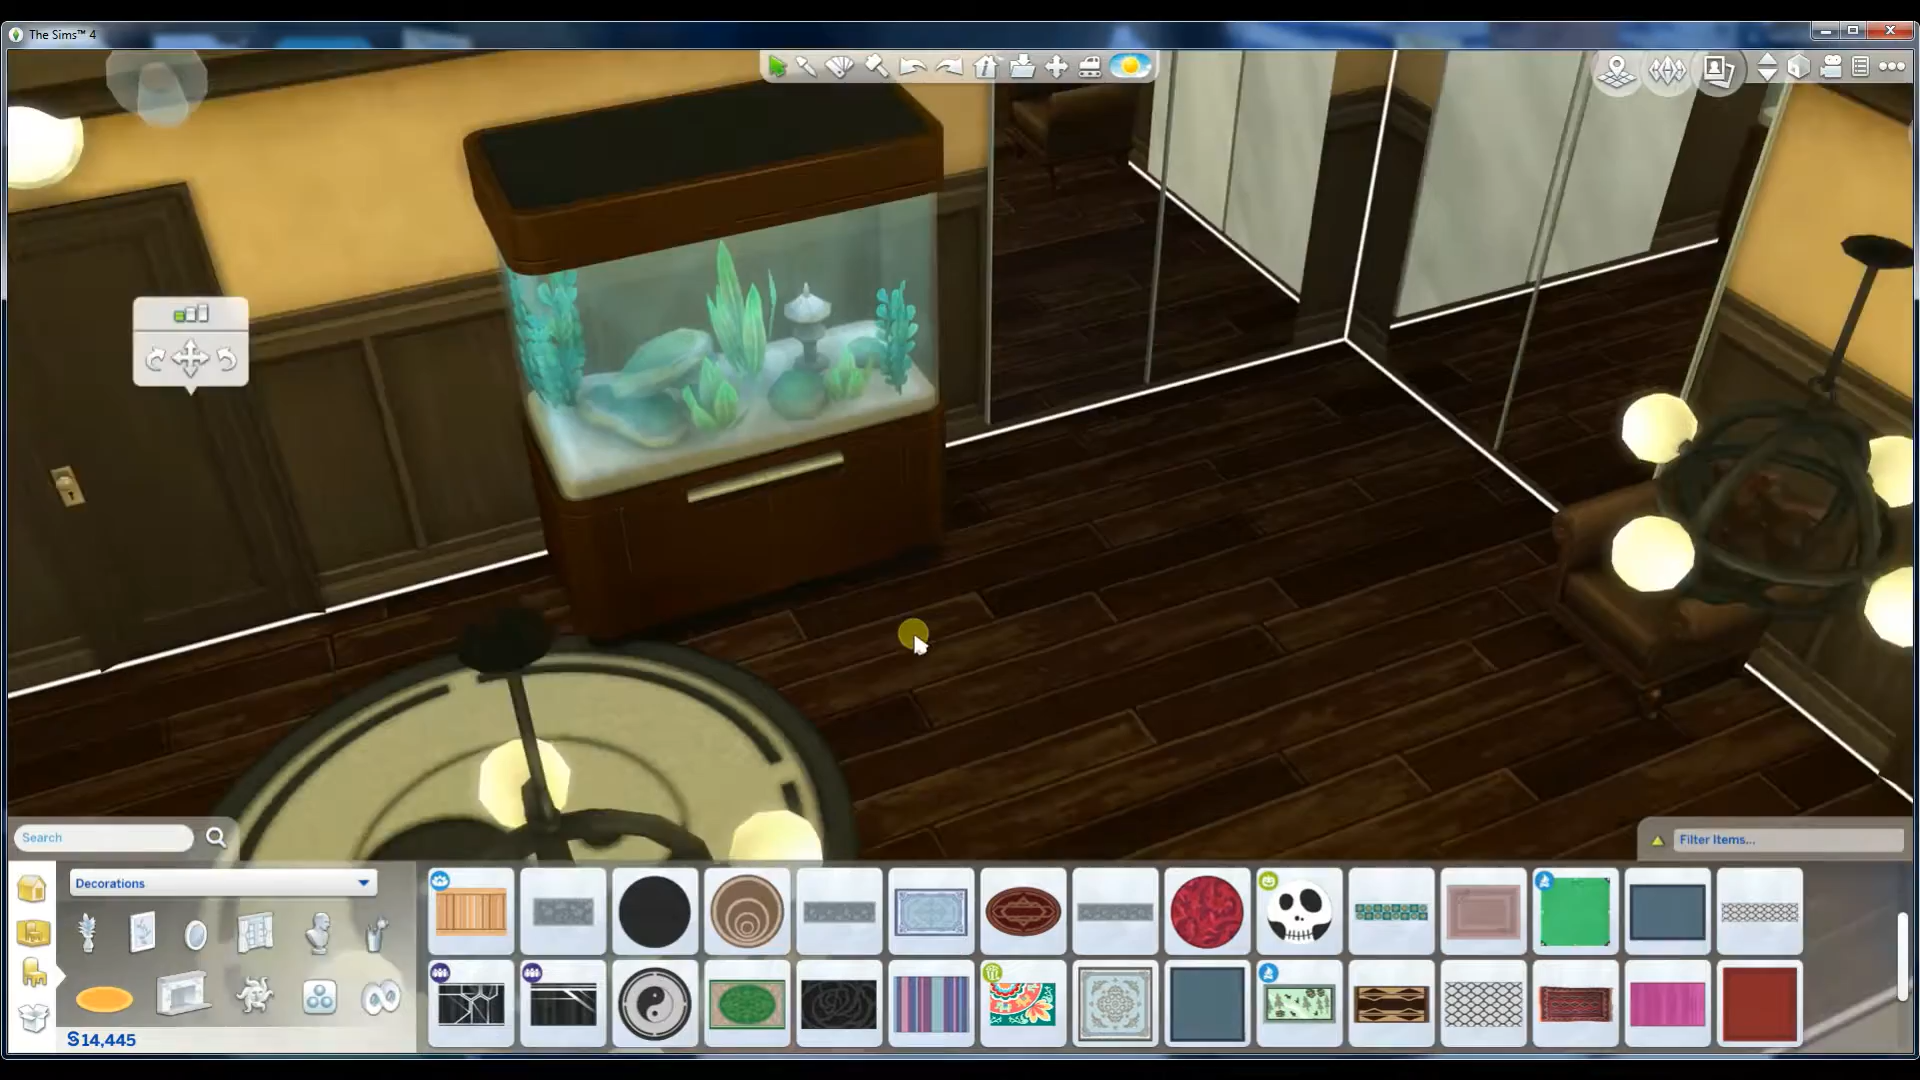 The Sims™ 4
Search
Filter Items...
Decorations
§14,445